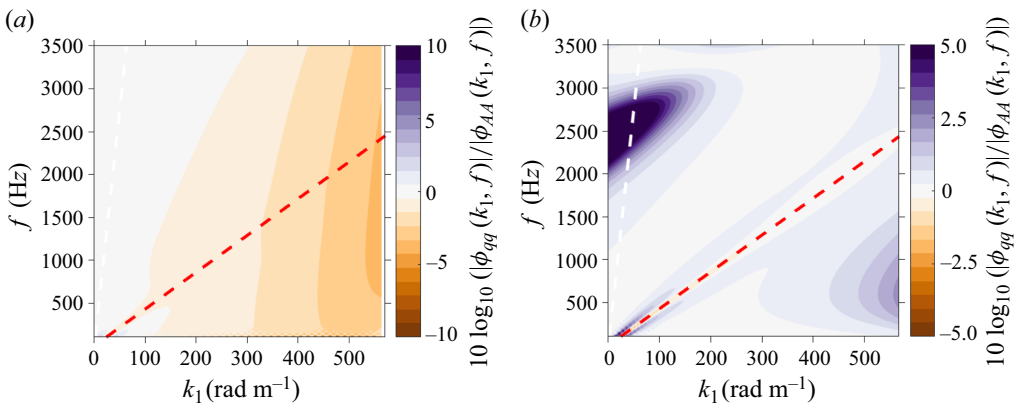 (a)
3500
3000
2500
2000
1500
1000
500
0 100 200 300 400 500
f (Hz)
k₁ (rad m⁻¹)
10
5
0
−5
−10
10 log₁₀ (|ϕqq (k₁, f)|/|ϕAA (k₁, f)|)
(b)
3500
3000
2500
2000
1500
1000
500
0 100 200 300 400 500
f (Hz)
k₁ (rad m⁻¹)
5.0
2.5
0
−2.5
−5.0
10 log₁₀ (|ϕqq (k₁, f)|/|ϕAA (k₁, f)|)